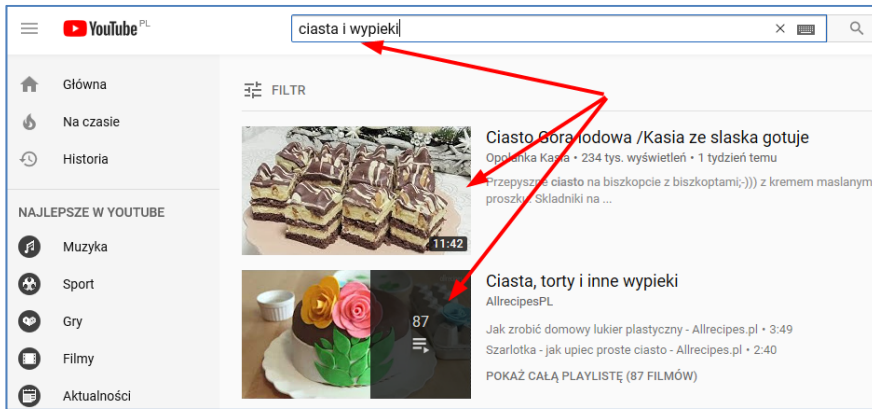 YouTube PL
ciasta i wypieki
Główna
Na czasie
Historia
NAJLEPSZE W YOUTUBE
Muzyka
Sport
Gry
Filmy
Aktualności
FILTR
11:42
Ciasto Góra lodowa /Kasia ze slaska gotuje
Opolanka Kasia • 234 tys. wyświetleń • 1 tydzień temu
Przepyszne ciasto na biszkopcie z biszkoptami;-))) z kremem maslanym
proszku. Skladniki na ...
87
Ciasta, torty i inne wypieki
AllrecipesPL
Jak zrobić domowy lukier plastyczny - Allrecipes.pl • 3:49
Szarlotka - jak upiec proste ciasto - Allrecipes.pl • 2:40
POKAŻ CAŁĄ PLAYLISTĘ (87 FILMÓW)